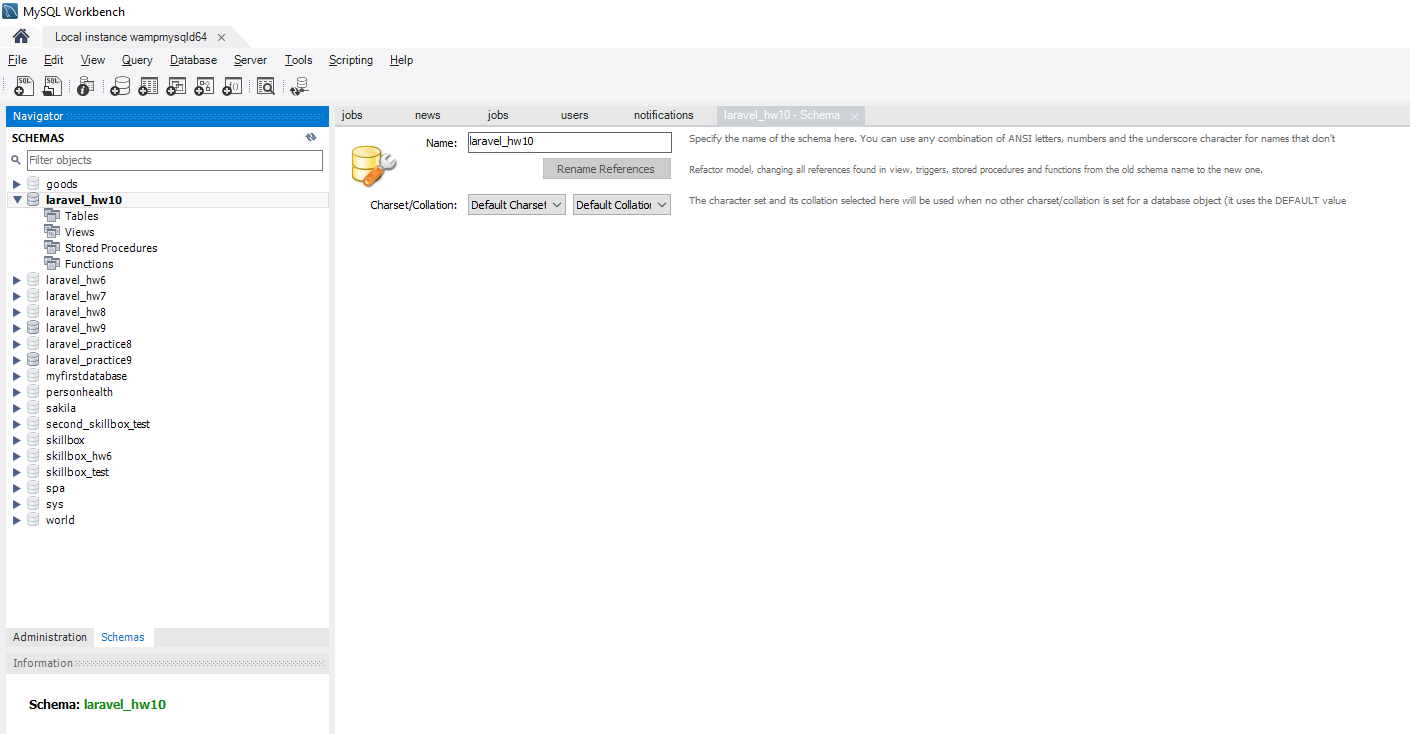 MySQL Workbench
Local instance wampmysqld64
File Edit View Query Database Server Tools Scripting Help
Navigator
SCHEMAS
Filter objects
goods
laravel_hw10
Tables
Views
Stored Procedures
Functions
laravel_hw6
laravel_hw7
laravel_hw8
laravel_hw9
laravel_practice8
laravel_practice9
myfirstdatabase
personhealth
sakila
second_skillbox_test
skillbox
skillbox_hw6
skillbox_test
spa
sys
world
Administration Schemas
Information
Schema: laravel_hw10
jobs news jobs users notifications laravel_hw10 - Schema
Name: laravel_hw10 Specify the name of the schema here. You can use any combination of ANSI letters, numbers and the underscore character for names that don't
Rename References Refactor model, changing all references found in view, triggers, stored procedures and functions from the old schema name to the new one.
Charset/Collation: Default Charset Default Collation The character set and its collation selected here will be used when no other charset/collation is set for a database object (it uses the DEFAULT value